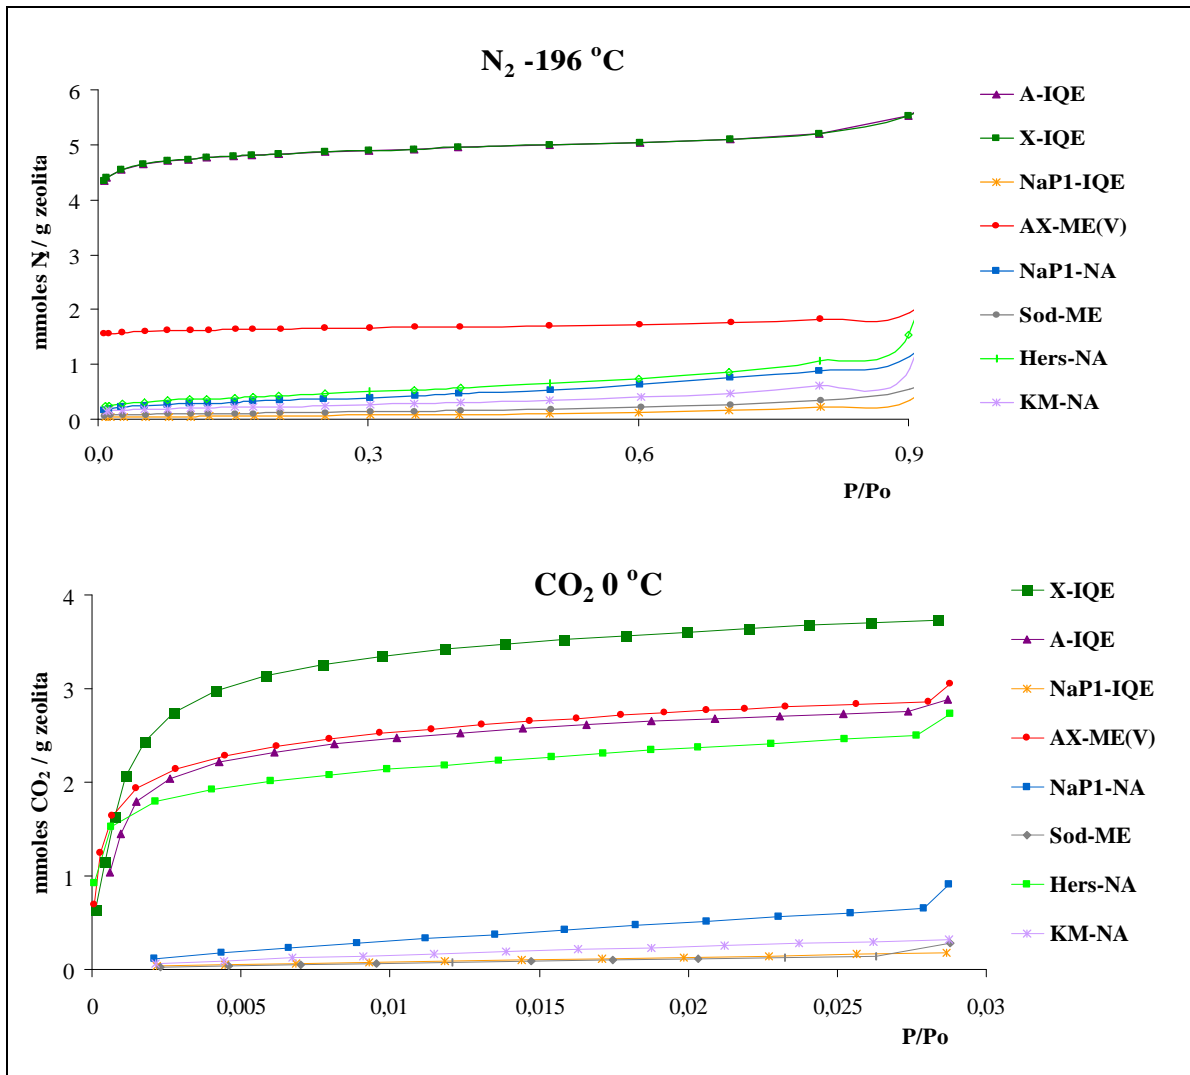 N₂ -196 °C
6
5
4
3
2
1
0
mmoles N₂ / g zeolita
0,0
0,3
0,6
0,9
P/Po
A-IQE
X-IQE
NaP1-IQE
AX-ME(V)
NaP1-NA
Sod-ME
Hers-NA
KM-NA
CO₂ 0 °C
4
3
2
1
0
mmoles CO₂ / g zeolita
0
0,005
0,01
0,015
0,02
0,025
0,03
P/Po
X-IQE
A-IQE
NaP1-IQE
AX-ME(V)
NaP1-NA
Sod-ME
Hers-NA
KM-NA